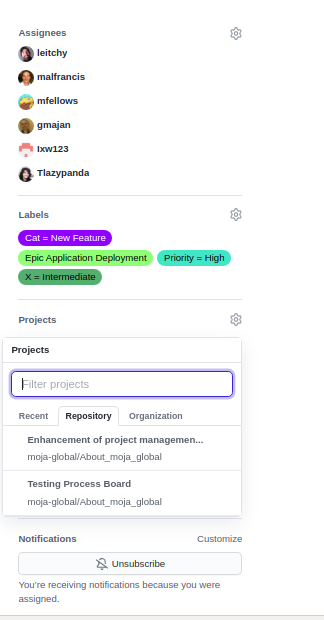 Assignees
leitchy
malfrancis
mfellows
gmajan
lxw123
Tlazypanda
Labels
Cat = New Feature
Epic Application Deployment
Priority = High
X = Intermediate
Projects
Projects
Filter projects
Recent Repository Organization
Enhancement of project managemen...
moja-global/About_moja_global
Testing Process Board
moja-global/About_moja_global
Notifications Customize
Unsubscribe
You're receiving notifications because you were
assigned.